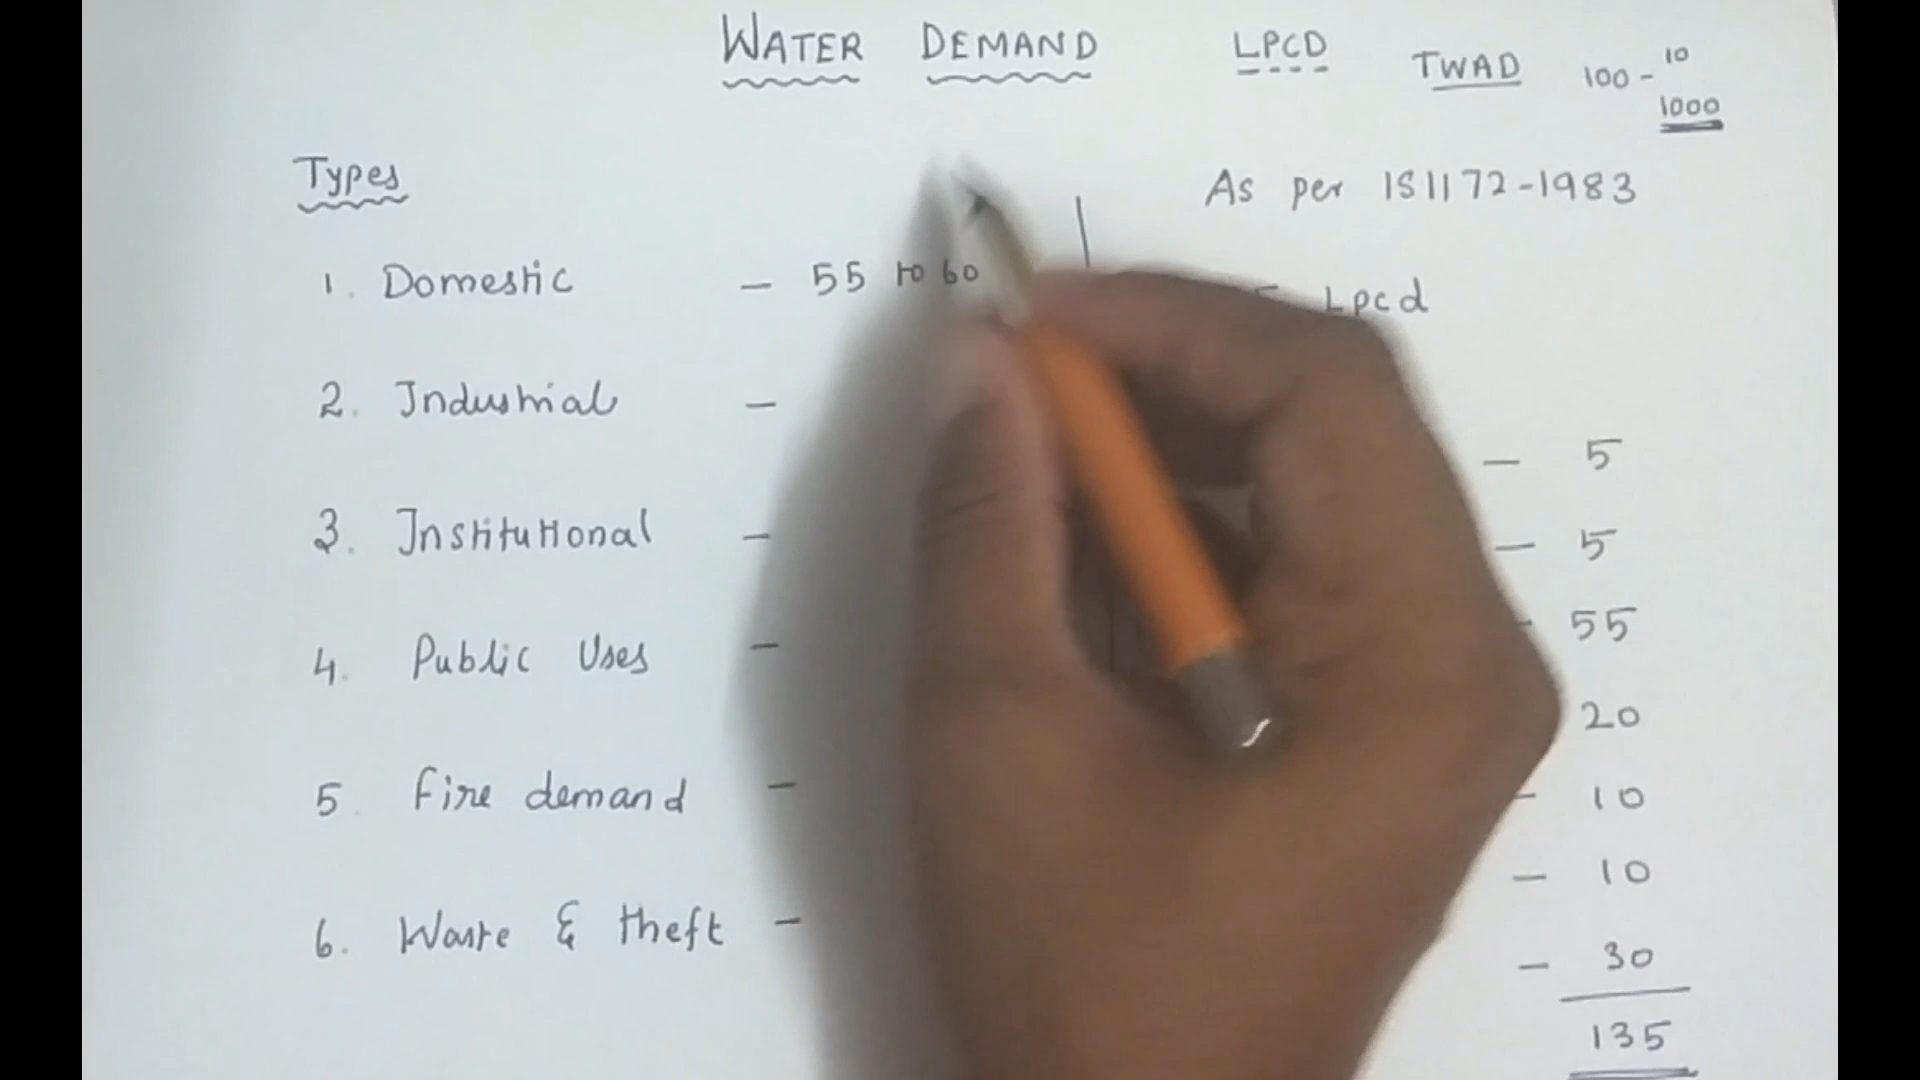 WATER DEMAND LPCD TWAD 100 - 10
1000
Types
As per IS1172-1983
1. Domestic - 55 to 60
Lpcd
2. Industrial -
- 5
3. Institutional -
- 5
55
4. Public Uses -
20
5. Fire demand -
- 10
- 10
6. Waste & theft -
- 30
135